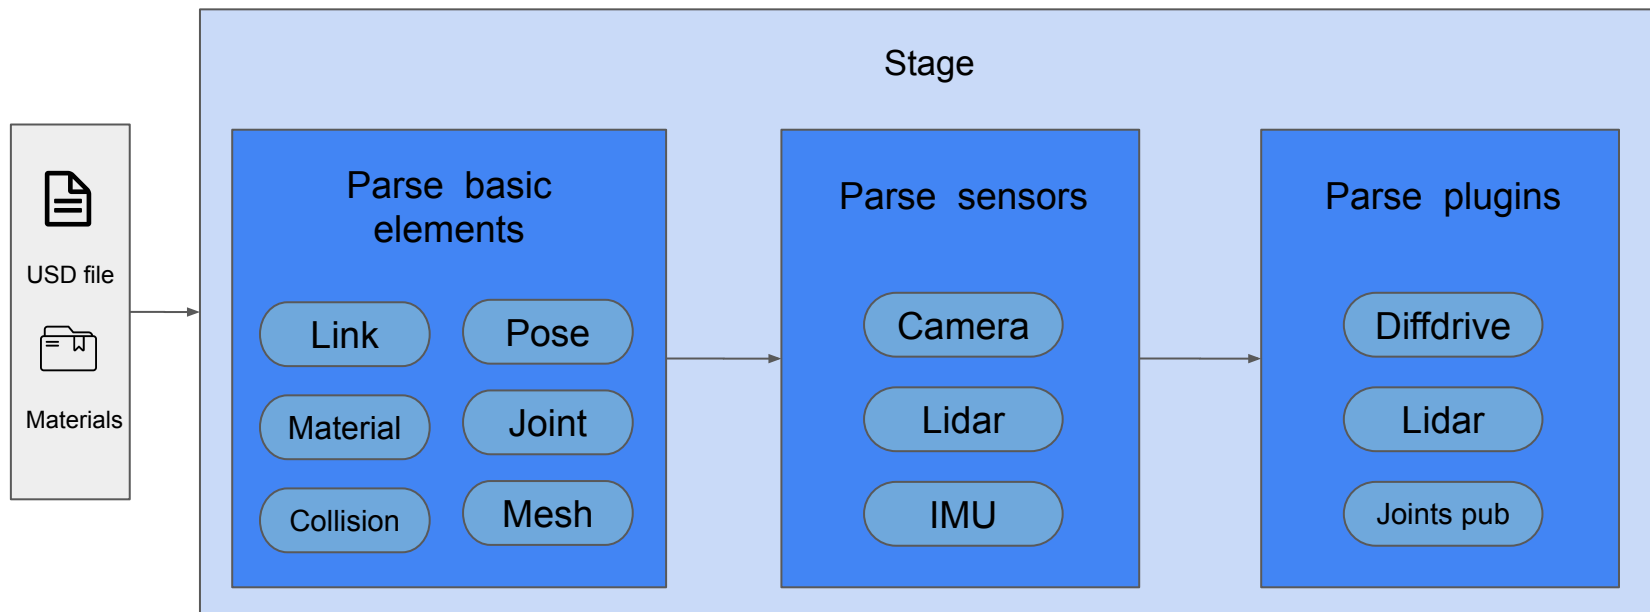 Stage
USD file
Materials
Parse basic
elements
Link
Pose
Material
Joint
Collision
Mesh
Parse sensors
Camera
Lidar
IMU
Parse plugins
Diffdrive
Lidar
Joints pub